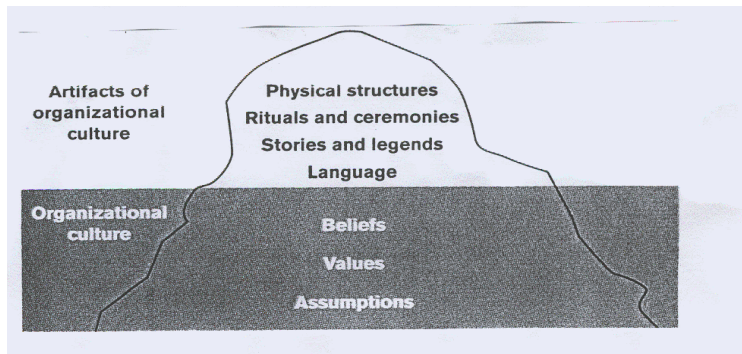 Artifacts of
organizational
culture
Physical structures
Rituals and ceremonies
Stories and legends
Language
Organizational
culture
Beliefs
Values
Assumptions